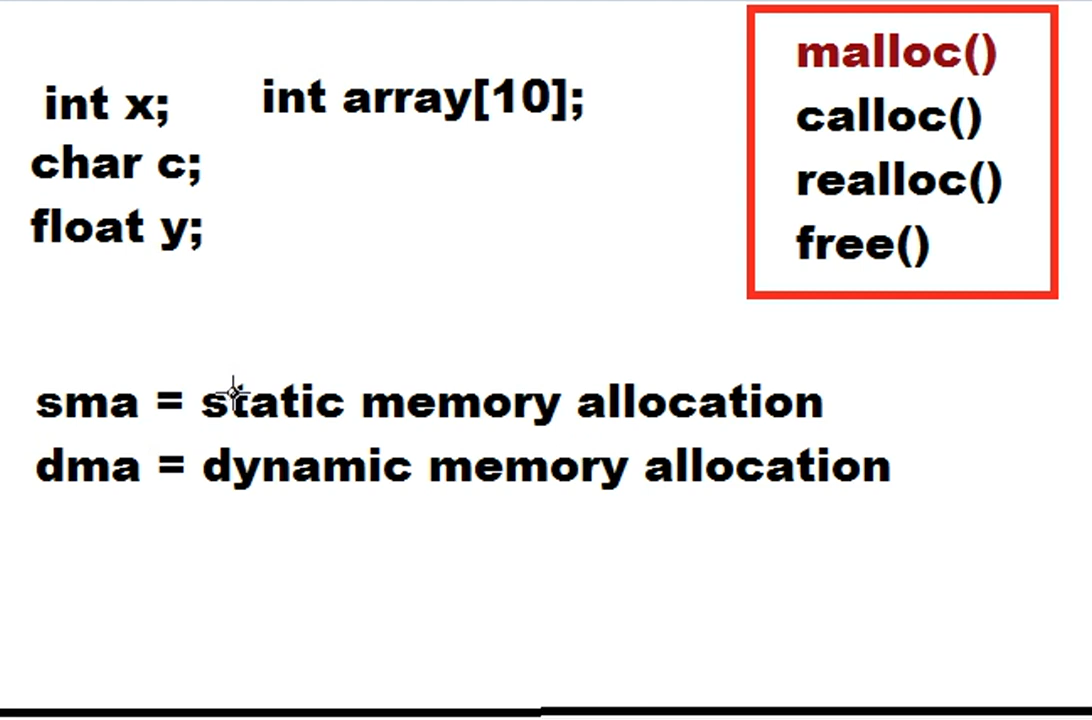 int x;
int array[10];
char c;
float y;
malloc()
calloc()
realloc()
free()
sma = static memory allocation
dma = dynamic memory allocation